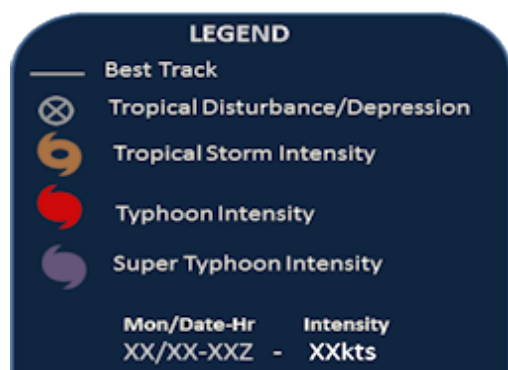 LEGEND
Best Track
Tropical Disturbance/Depression
Tropical Storm Intensity
Typhoon Intensity
Super Typhoon Intensity
Mon/Date-Hr Intensity
XX/XX-XXZ - XXkts